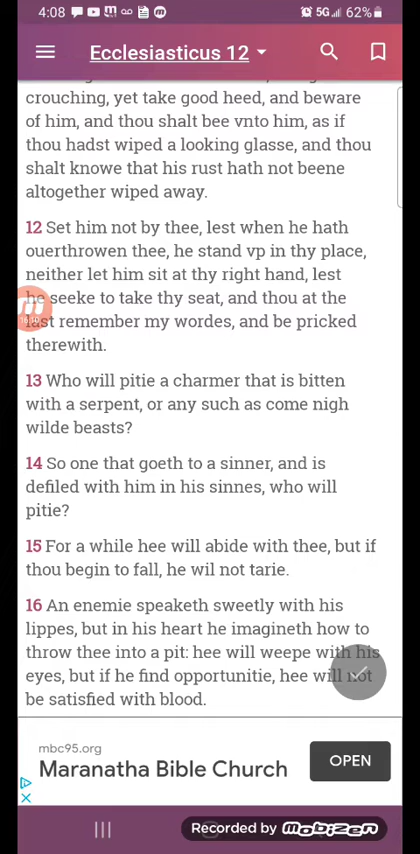 4:08
5G 62%
Ecclesiasticus 12
crouching, yet take good heed, and beware
of him, and thou shalt bee vnto him, as if
thou hadst wiped a looking glasse, and thou
shalt knowe that his rust hath not beene
altogether wiped away.
12 Set him not by thee, lest when he hath
ouerthrowen thee, he stand vp in thy place,
neither let him sit at thy right hand, lest
he seeke to take thy seat, and thou at the
last remember my wordes, and be pricked
therewith.
13 Who will pitie a charmer that is bitten
with a serpent, or any such as come nigh
wilde beasts?
14 So one that goeth to a sinner, and is
defiled with him in his sinnes, who will
pitie?
15 For a while hee will abide with thee, but if
thou begin to fall, he wil not tarie.
16 An enemie speaketh sweetly with his
lippes, but in his heart he imagineth how to
throw thee into a pit: hee will weepe with his
eyes, but if he find opportunitie, hee will not
be satisfied with blood.
mbc95.org
Maranatha Bible Church
OPEN
Recorded by mobizen